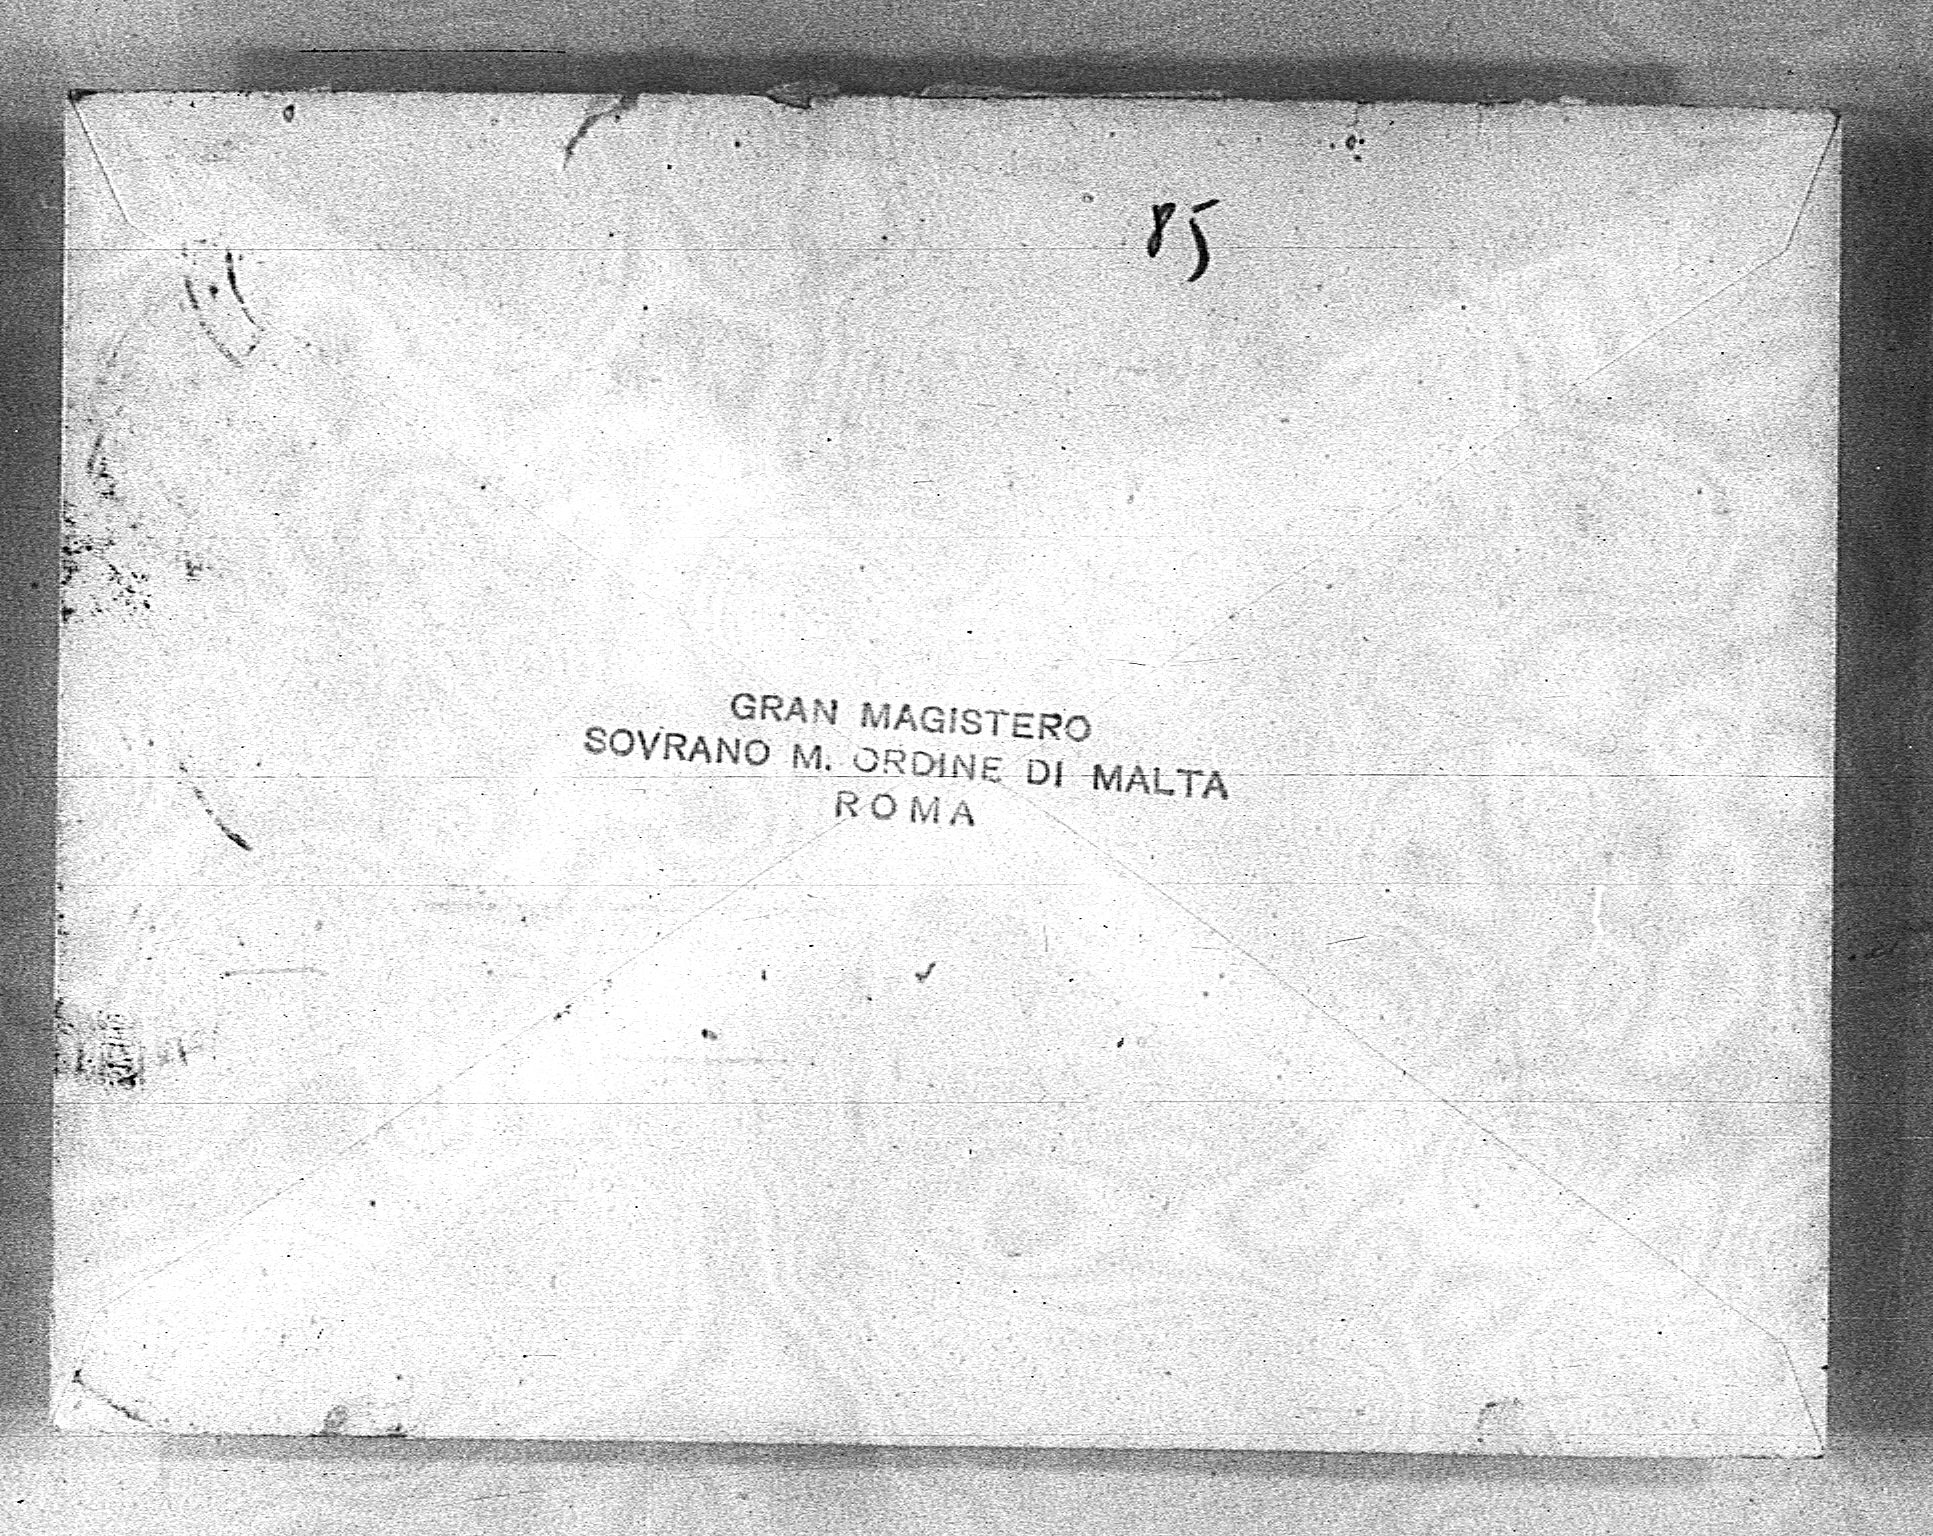 85
GRAN MAGISTERO
SOVRANO M. ORDINE DI MALTA
ROMA